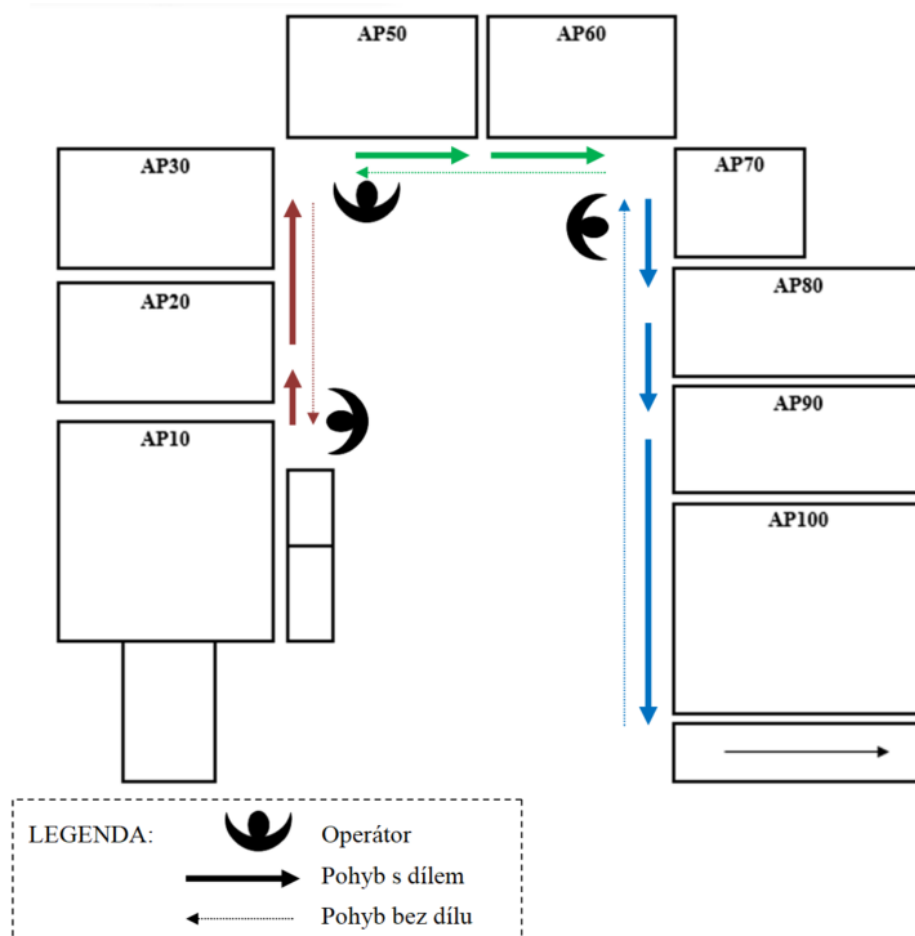 AP50
AP60
AP30
AP70
AP20
AP80
AP10
AP90
AP100
LEGENDA:
Operátor
Pohyb s dílem
Pohyb bez dílu